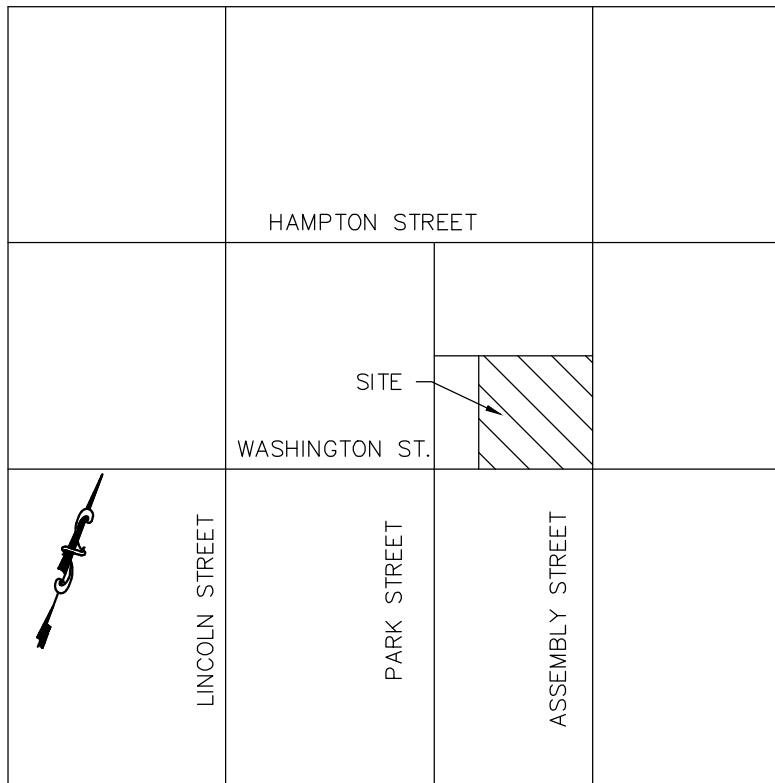 HAMPTON STREET
SITE
WASHINGTON ST.
LINCOLN STREET
PARK STREET
ASSEMBLY STREET